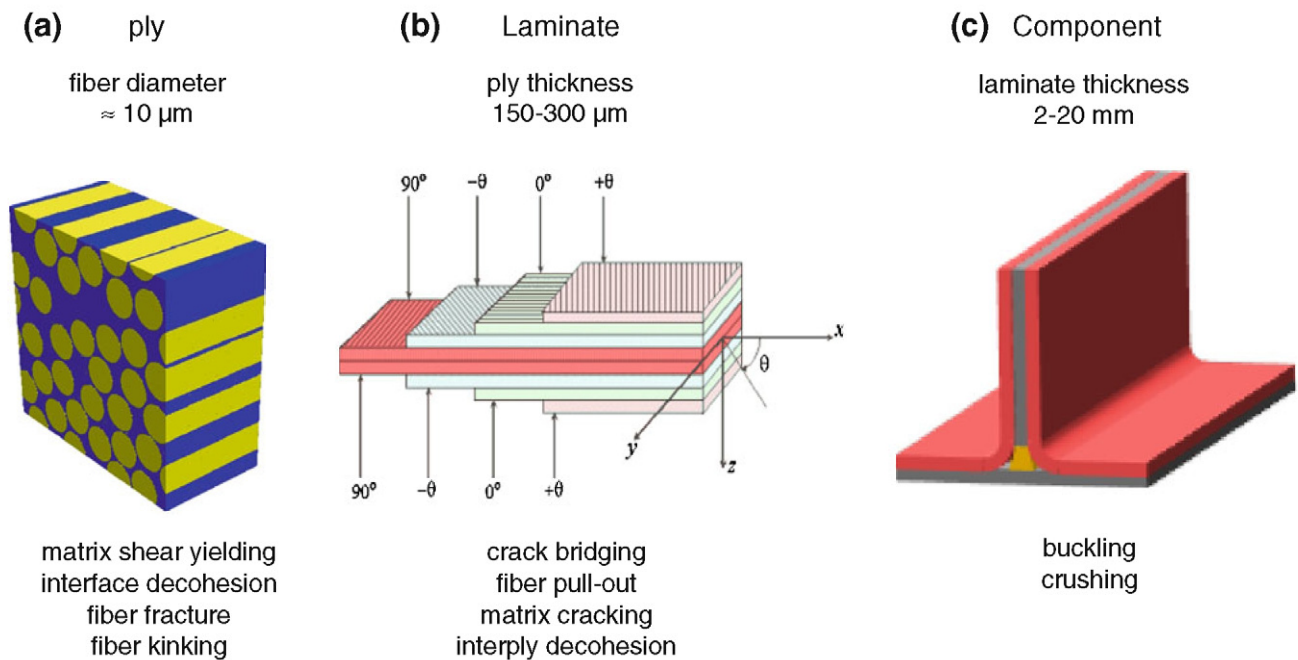 (a) ply
fiber diameter
≈ 10 µm
matrix shear yielding
interface decohesion
fiber fracture
fiber kinking
(b) Laminate
ply thickness
150-300 µm
90° −θ 0° +θ
x
θ
y
z
90° −θ 0° +θ
crack bridging
fiber pull-out
matrix cracking
interply decohesion
(c) Component
laminate thickness
2-20 mm
buckling
crushing